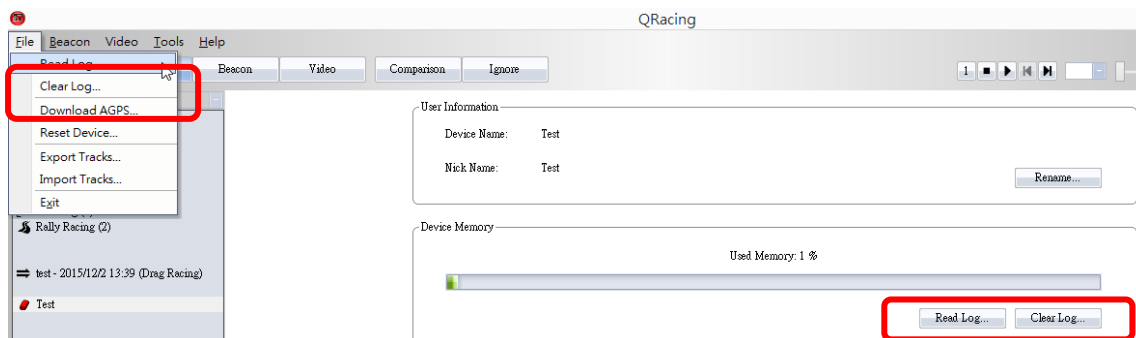 QRacing
File Beacon Video Tools Help
Read Log...
Beacon Video Comparison Ignore 1
Clear Log...
Download AGPS...
Reset Device...
Export Tracks...
Import Tracks...
Exit
Rally Racing (2)
test - 2015/12/2 13:39 (Drag Racing)
Test
User Information
Device Name: Test
Nick Name: Test
Rename...
Device Memory
Used Memory: 1 %
Read Log... Clear Log...